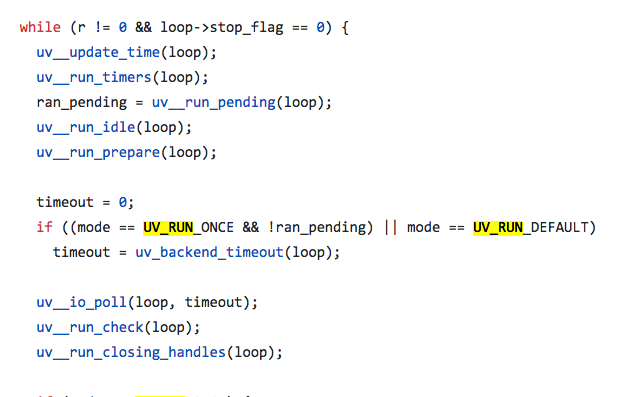 while (r != 0 && loop->stop_flag == 0) {
uv__update_time(loop);
uv__run_timers(loop);
ran_pending = uv__run_pending(loop);
uv__run_idle(loop);
uv__run_prepare(loop);
timeout = 0;
if ((mode == UV_RUN_ONCE && !ran_pending) || mode == UV_RUN_DEFAULT)
timeout = uv_backend_timeout(loop);
uv__io_poll(loop, timeout);
uv__run_check(loop);
uv__run_closing_handles(loop);